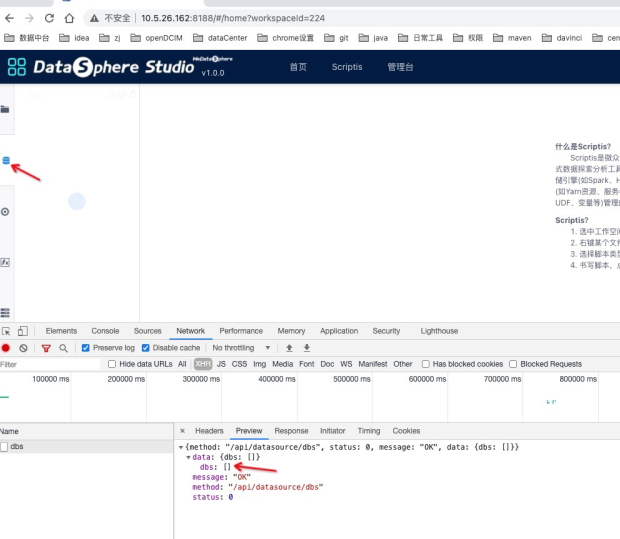 不安全 | 10.5.26.162:8188/#/home?workspaceId=224
数据中台 idea zj openDCIM dataCenter chrome设置 git java 日常工具 权限 maven davinci cen
DataSphere Studio WeDataSphere v1.0.0 首页 Scriptis 管理台
什么是Scriptis?
Scriptis是微众
式数据探索分析工具
储引擎(如Spark、H
(如Yarn资源、服务
UDF、变量等)管理
Scriptis?
1. 选中工作空间
2. 右键某个文件
3. 选择脚本类型
4. 书写脚本，点
Elements Console Sources Network Performance Memory Application Security Lighthouse
Preserve log Disable cache No throttling
Filter Hide data URLs All XHR JS CSS Img Media Font Doc WS Manifest Other Has blocked cookies Blocked Requests
100000 ms 200000 ms 300000 ms 400000 ms 500000 ms 600000 ms 700000 ms 800000 ms
Name × Headers Preview Response Initiator Timing Cookies
dbs
{method: "/api/datasource/dbs", status: 0, message: "OK", data: {dbs: []}}
data: {dbs: []}
dbs: []
message: "OK"
method: "/api/datasource/dbs"
status: 0